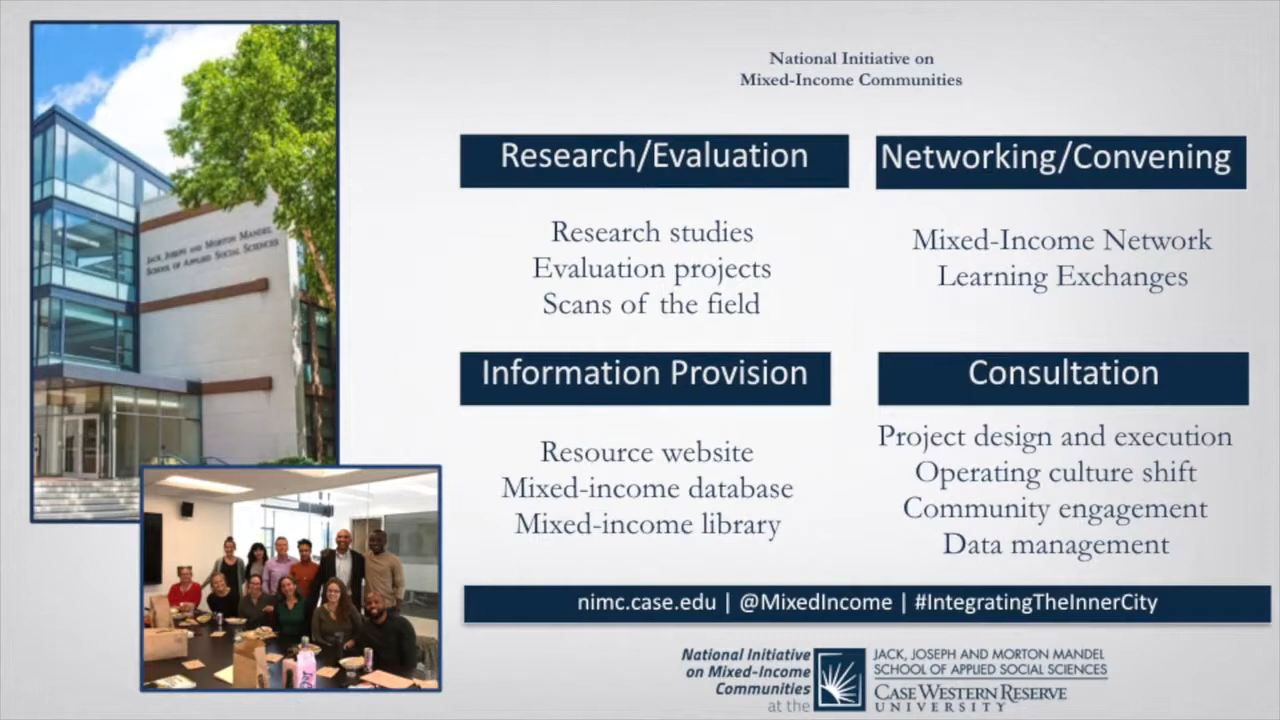 National Initiative on
Mixed-Income Communities
JACK, JOSEPH AND MORTON MANDEL
SCHOOL OF APPLIED SOCIAL SCIENCES
Research/Evaluation
Research studies
Evaluation projects
Scans of the field
Networking/Convening
Mixed-Income Network
Learning Exchanges
Information Provision
Resource website
Mixed-income database
Mixed-income library
Consultation
Project design and execution
Operating culture shift
Community engagement
Data management
nimc.case.edu | @MixedIncome | #IntegratingTheInnerCity
National Initiative
on Mixed-Income
Communities
at the
JACK, JOSEPH AND MORTON MANDEL
SCHOOL OF APPLIED SOCIAL SCIENCES
CASE WESTERN RESERVE
UNIVERSITY